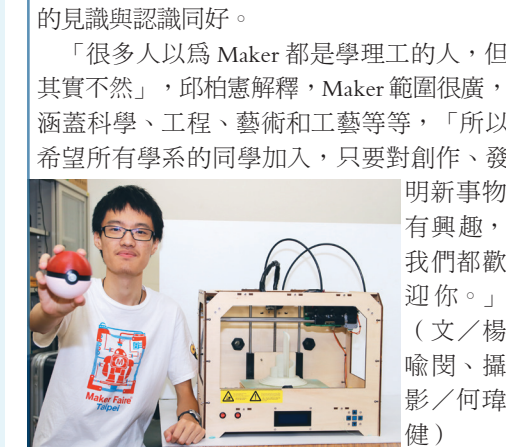 的見識與認識同好。
「很多人以爲 Maker 都是學理工的人，但
其實不然」，邱柏憲解釋，Maker 範圍很廣，
涵蓋科學、工程、藝術和工藝等等，「所以
希望所有學系的同學加入，只要對創作、發
明新事物
有興趣，
我們都歡
迎你。」
（文／楊
喩閔、攝
影／何瑋
健）
Maker Faire
Taipei